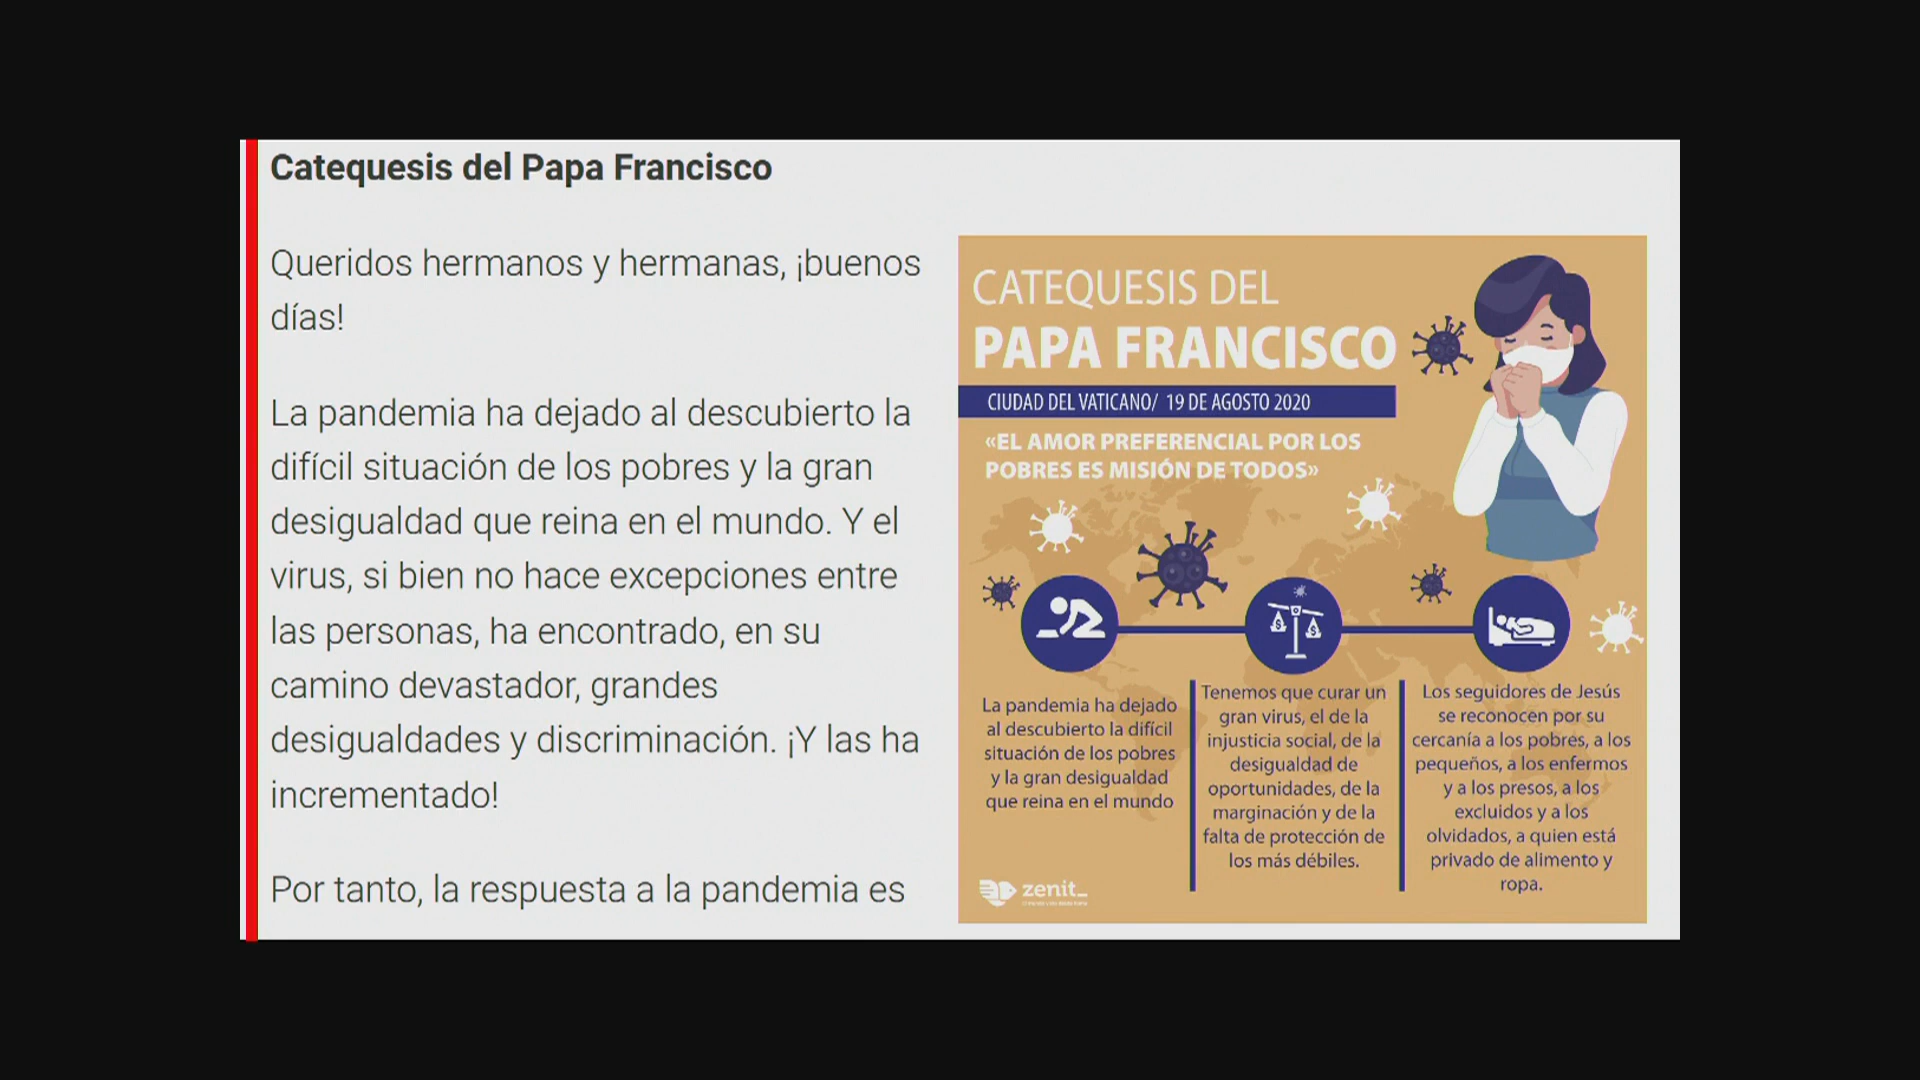 Catequesis del Papa Francisco
Queridos hermanos y hermanas, ¡buenos
días!
La pandemia ha dejado al descubierto la
difícil situación de los pobres y la gran
desigualdad que reina en el mundo. Y el
virus, si bien no hace excepciones entre
las personas, ha encontrado, en su
camino devastador, grandes
desigualdades y discriminación. ¡Y las ha
incrementado!
Por tanto, la respuesta a la pandemia es
CATEQUESIS DEL
PAPA FRANCISCO
CIUDAD DEL VATICANO/ 19 DE AGOSTO 2020
«EL AMOR PREFERENCIAL POR LOS
POBRES ES MISIÓN DE TODOS»
La pandemia ha dejado
al descubierto la difícil
situación de los pobres
y la gran desigualdad
que reina en el mundo
Tenemos que curar un
gran virus, el de la
injusticia social, de la
desigualdad de
oportunidades, de la
marginación y de la
falta de protección de
los más débiles.
Los seguidores de Jesús
se reconocen por su
cercanía a los pobres, a los
pequeños, a los enfermos
y a los presos, a los
excluidos y a los
olvidados, a quien está
privado de alimento y
ropa.
zenit_